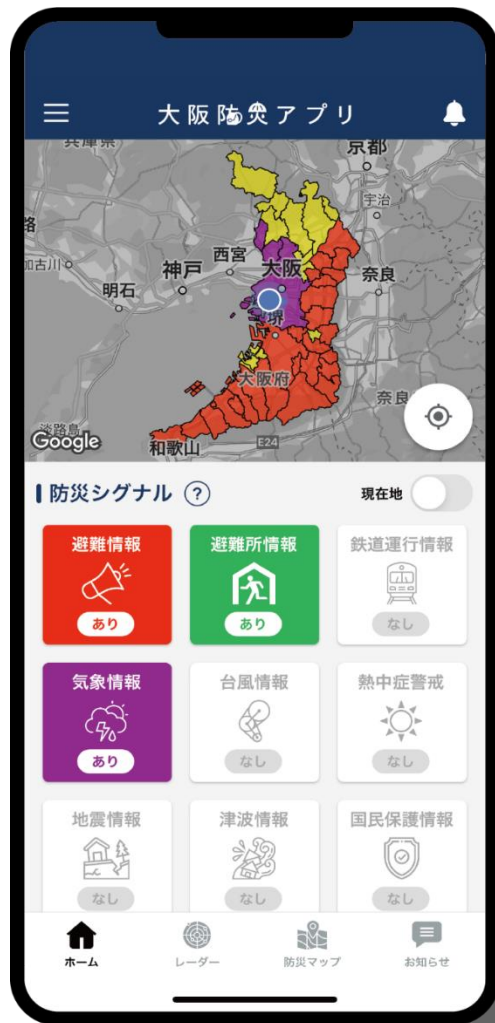 大阪防災アプリ
兵庫県
京都
宇治
路
加古川
西宮
神戸
大阪
明石
奈良
堺
大阪府
奈良
淡路島
Google
和歌山
E24
防災シグナル ?
現在地
避難情報
あり
避難所情報
あり
鉄道運行情報
なし
気象情報
あり
台風情報
なし
熱中症警戒
なし
地震情報
なし
津波情報
なし
国民保護情報
なし
ホーム
レーダー
防災マップ
お知らせ